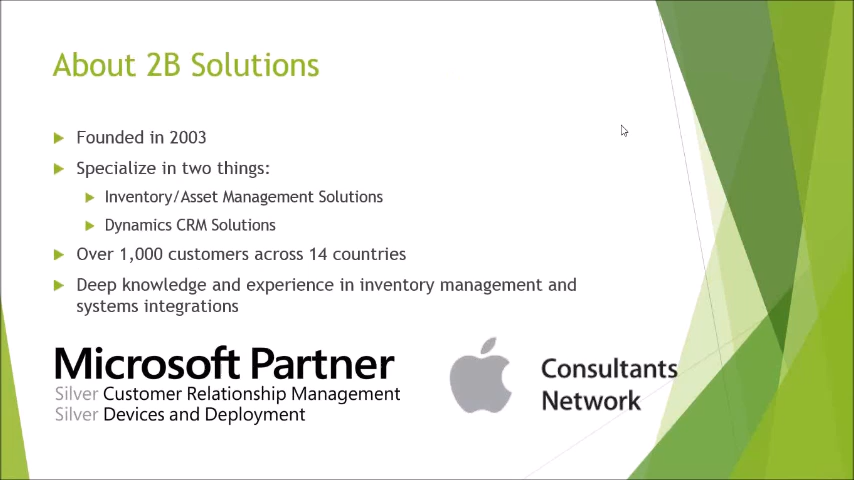 About 2B Solutions
Founded in 2003
Specialize in two things:
Inventory/Asset Management Solutions
Dynamics CRM Solutions
Over 1,000 customers across 14 countries
Deep knowledge and experience in inventory management and
systems integrations
Microsoft Partner
Silver Customer Relationship Management
Silver Devices and Deployment
Consultants
Network